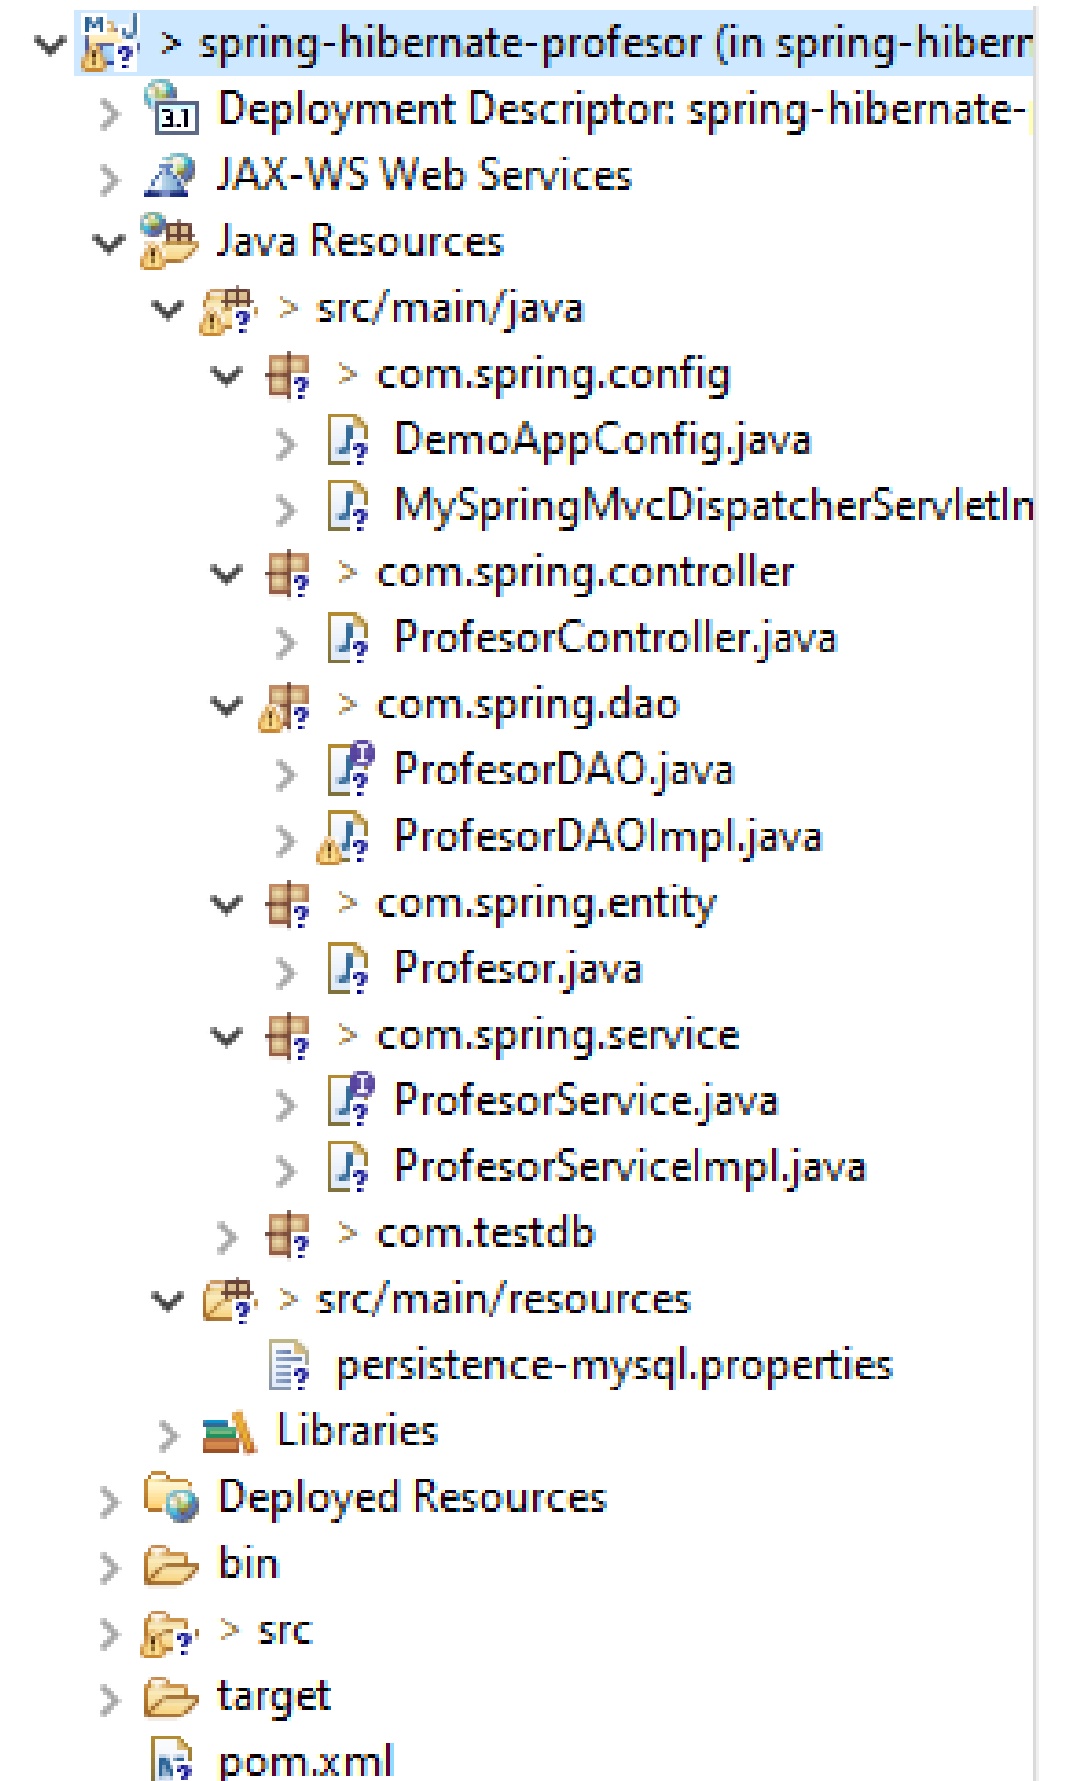 > spring-hibernate-profesor (in spring-hibern
3.1 Deployment Descriptor: spring-hibernate-
JAX-WS Web Services
Java Resources
> src/main/java
> com.spring.config
DemoAppConfig.java
MySpringMvcDispatcherServletIn
> com.spring.controller
ProfesorController.java
> com.spring.dao
ProfesorDAO.java
ProfesorDAOImpl.java
> com.spring.entity
Profesor.java
> com.spring.service
ProfesorService.java
ProfesorServiceImpl.java
> com.testdb
> src/main/resources
persistence-mysql.properties
Libraries
Deployed Resources
bin
> src
target
pom.xml